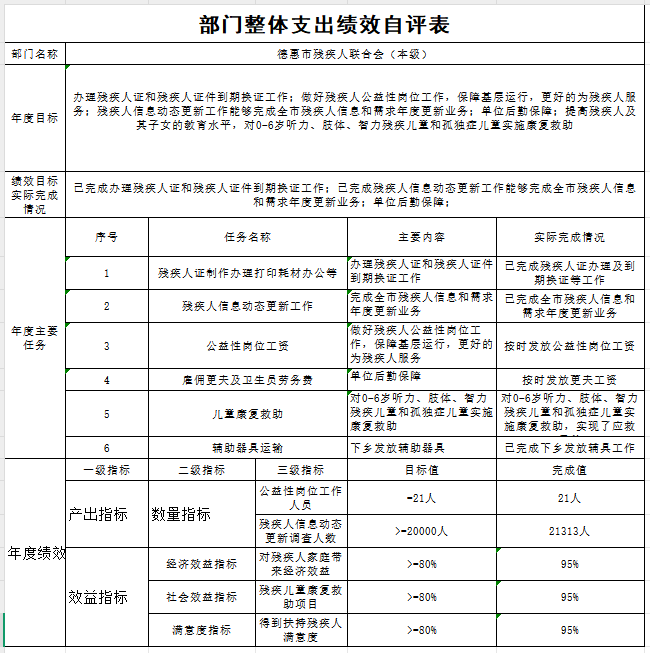 部门整体支出绩效自评表
部门名称
德惠市残疾人联合会（本级）
年度目标
办理残疾人证和残疾人证件到期换证工作；做好残疾人公益性岗位工作，保障基层运行，更好的为残疾人服
务；残疾人信息动态更新工作能够完成全市残疾人信息和需求年度更新业务；单位后勤保障；提高残疾人及
其子女的教育水平，对0-6岁听力、肢体、智力残疾儿童和孤独症儿童实施康复救助
绩效目标
实际完成
情况
已完成办理残疾人证和残疾人证件到期换证工作；已完成残疾人信息动态更新工作能够完成全市残疾人信息
和需求年度更新业务；单位后勤保障；
年度主要
任务
序号
任务名称
主要内容
实际完成情况
1
残疾人证制作办理打印耗材办公等
办理残疾人证和残疾人证件
到期换证工作
已完成残疾人证办理及到
期换证等工作
2
残疾人信息动态更新工作
完成全市残疾人信息和需求
年度更新业务
已完成全市残疾人信息和
需求年度更新业务
3
公益性岗位工资
做好残疾人公益性岗位工
作，保障基层运行，更好的
为残疾人服务
按时发放公益性岗位工资
4
雇佣更夫及卫生员劳务费
单位后勤保障
按时发放更夫工资
5
儿童康复救助
对0-6岁听力、肢体、智力
残疾儿童和孤独症儿童实施
康复救助
对0-6岁听力、肢体、智力
残疾儿童和孤独症儿童实
施康复救助，实现了应救
6
辅助器具运输
下乡发放辅助器具
已完成下乡发放辅具工作
年度绩效
一级指标
二级指标
三级指标
目标值
完成值
产出指标
数量指标
公益性岗位工作
人员
=21人
21人
残疾人信息动态
更新调查人数
>=20000人
21313人
效益指标
经济效益指标
对残疾人家庭带
来经济效益
>=80%
95%
社会效益指标
残疾儿童康复救
助项目
>=80%
95%
满意度指标
得到扶持残疾人
满意度
>=80%
95%